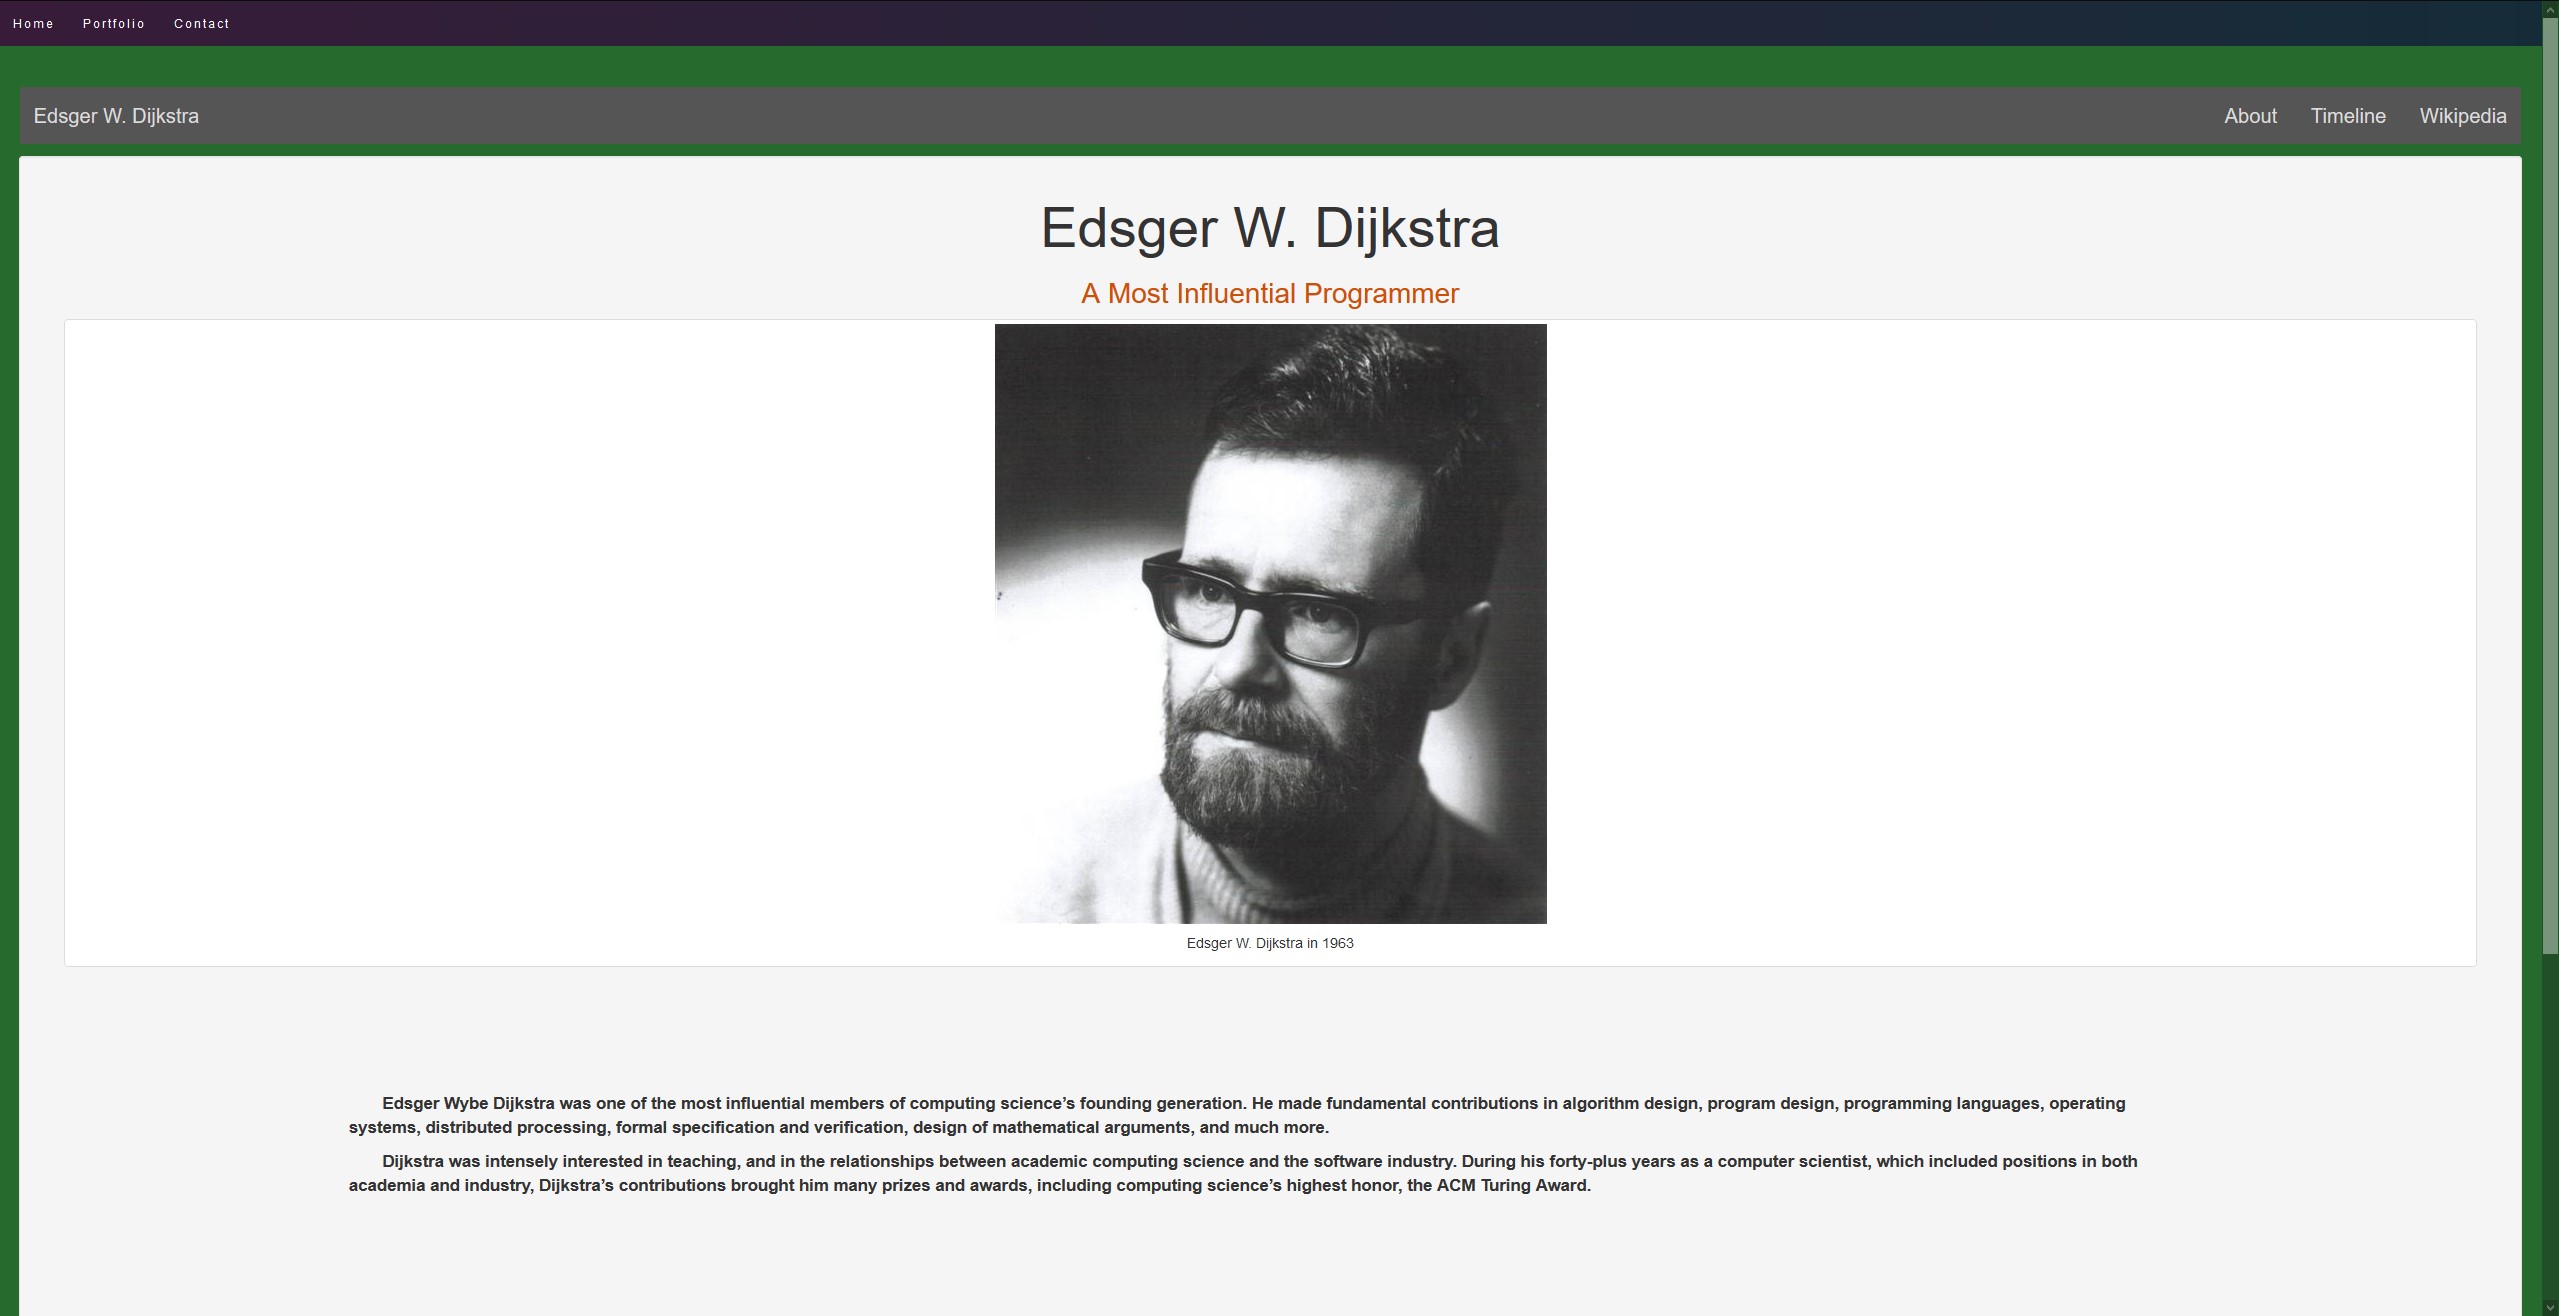 Home Portfolio Contact
Edsger W. Dijkstra About Timeline Wikipedia
Edsger W. Dijkstra
A Most Influential Programmer
Edsger W. Dijkstra in 1963
Edsger Wybe Dijkstra was one of the most influential members of computing science’s founding generation. He made fundamental contributions in algorithm design, program design, programming languages, operating
systems, distributed processing, formal specification and verification, design of mathematical arguments, and much more.
Dijkstra was intensely interested in teaching, and in the relationships between academic computing science and the software industry. During his forty-plus years as a computer scientist, which included positions in both
academia and industry, Dijkstra’s contributions brought him many prizes and awards, including computing science’s highest honor, the ACM Turing Award.